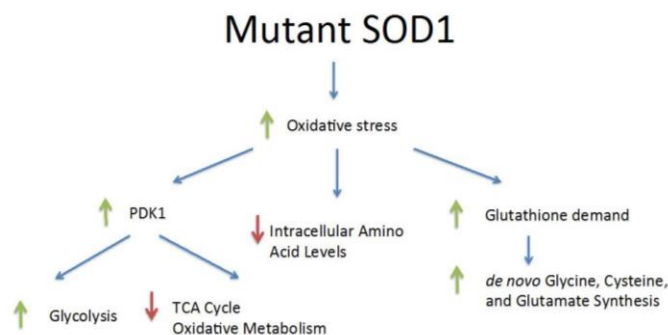 Mutant SOD1
Oxidative stress
PDK1
Intracellular Amino
Acid Levels
Glutathione demand
de novo Glycine, Cysteine,
and Glutamate Synthesis
Glycolysis
TCA Cycle
Oxidative Metabolism